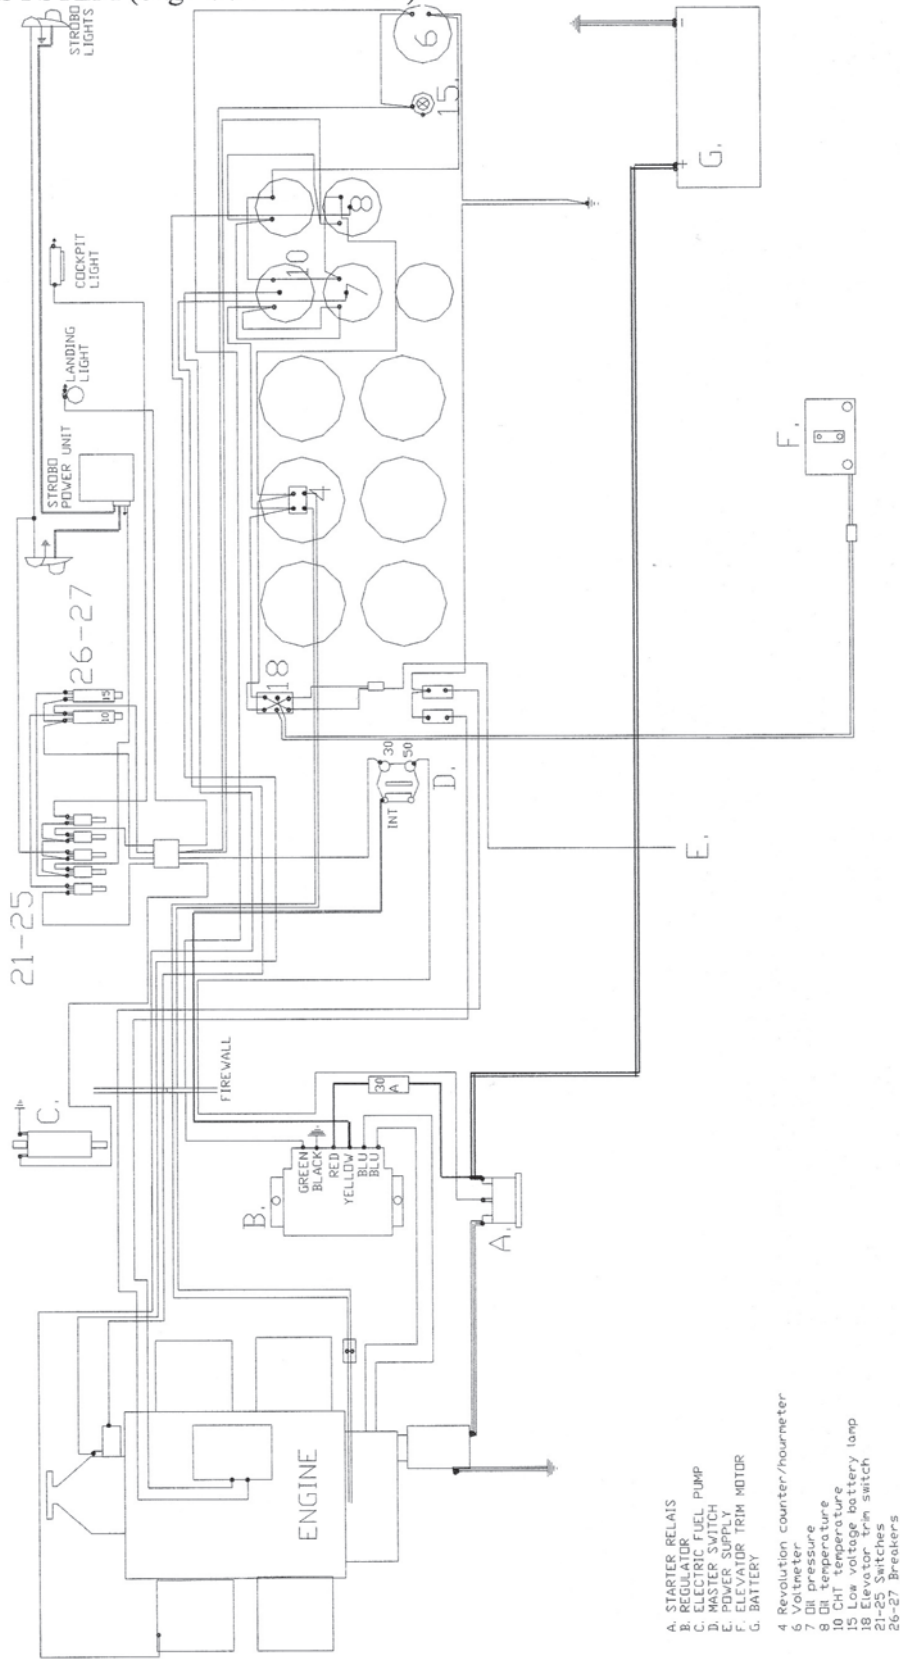 STROBO
LIGHTS
COCKPIT
LIGHT
LANDING
LIGHT
STROBO
POWER UNIT
26-27
15
10
21-25
6
15.
8
10
7
4
18
30
50
INT
D.
E.
F.
G.
+
-
C.
FIREWALL
30
A
B.
GREEN
BLACK
RED
YELLOW
BLU
BLU
A.
ENGINE
A. STARTER RELAIS
B. REGULATOR
C. ELECTRIC FUEL PUMP
D. MASTER SWITCH
E. POWER SUPPLY
F. ELEVATOR TRIM MOTOR
G. BATTERY
4 Revolution counter/hourmeter
6 Voltmeter
7 Oil pressure
8 Oil temperature
10 CHT temperature
15 Low voltage battery lamp
18 Elevator trim switch
21-25 Switches
26-27 Breakers